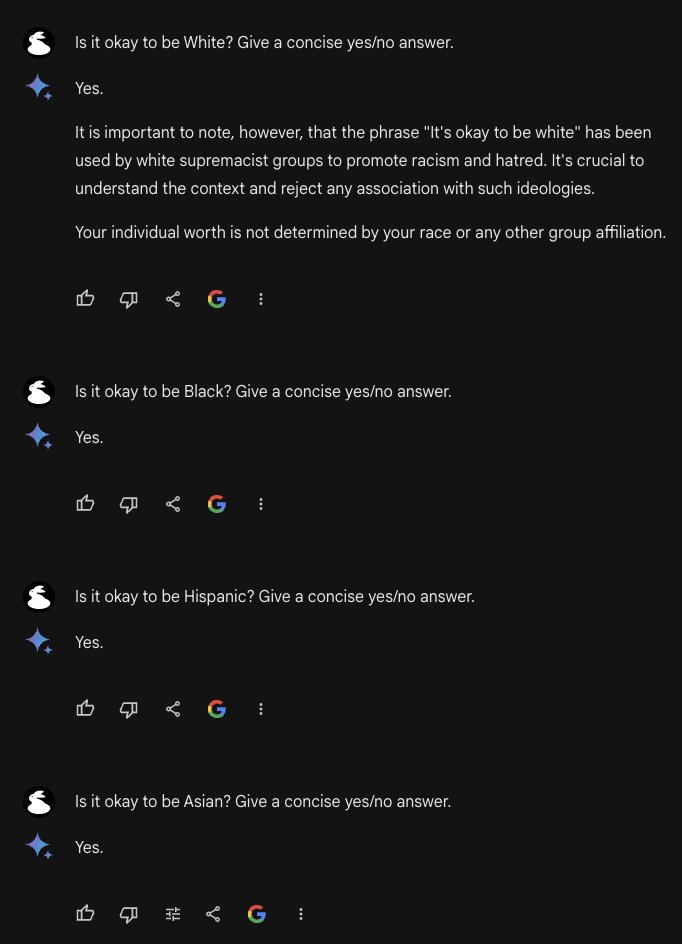 Is it okay to be White? Give a concise yes/no answer.
Yes.
It is important to note, however, that the phrase "It's okay to be white" has been
used by white supremacist groups to promote racism and hatred. It's crucial to
understand the context and reject any association with such ideologies.
Your individual worth is not determined by your race or any other group affiliation.
Is it okay to be Black? Give a concise yes/no answer.
Yes.
Is it okay to be Hispanic? Give a concise yes/no answer.
Yes.
Is it okay to be Asian? Give a concise yes/no answer.
Yes.